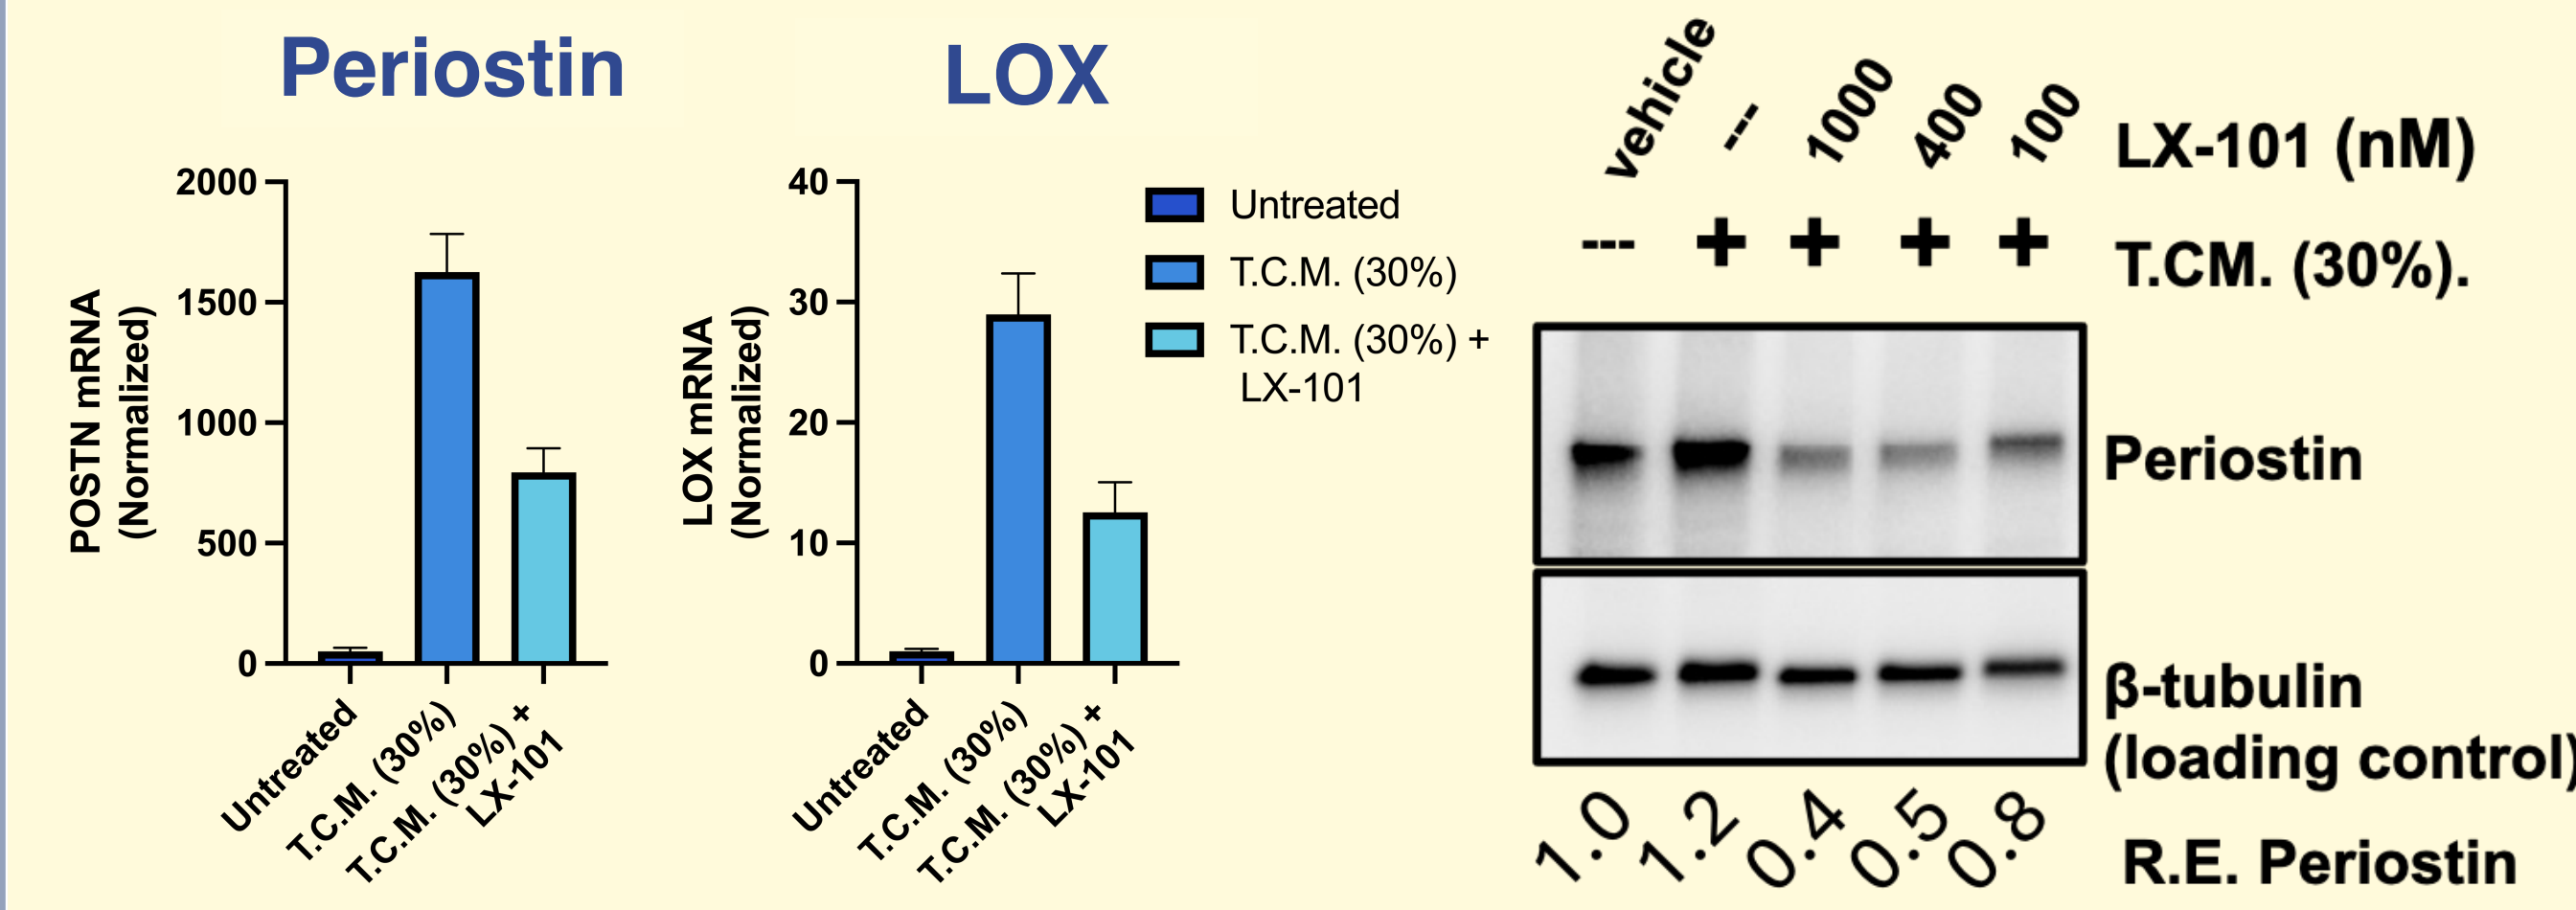 Periostin
POSTN mRNA
(Normalized)
2000
1500
1000
500
0
Untreated
T.C.M. (30%)
T.C.M. (30%) +
LX-101
LOX
LOX mRNA
(Normalized)
40
30
20
10
0
Untreated
T.C.M. (30%)
T.C.M. (30%) +
LX-101
Untreated
T.C.M. (30%)
T.C.M. (30%) +
LX-101
vehicle --- 1000 400 100 LX-101 (nM)
--- + + + + T.CM. (30%).
Periostin
β-tubulin
(loading control)
1.0 1.2 0.4 0.5 0.8 R.E. Periostin